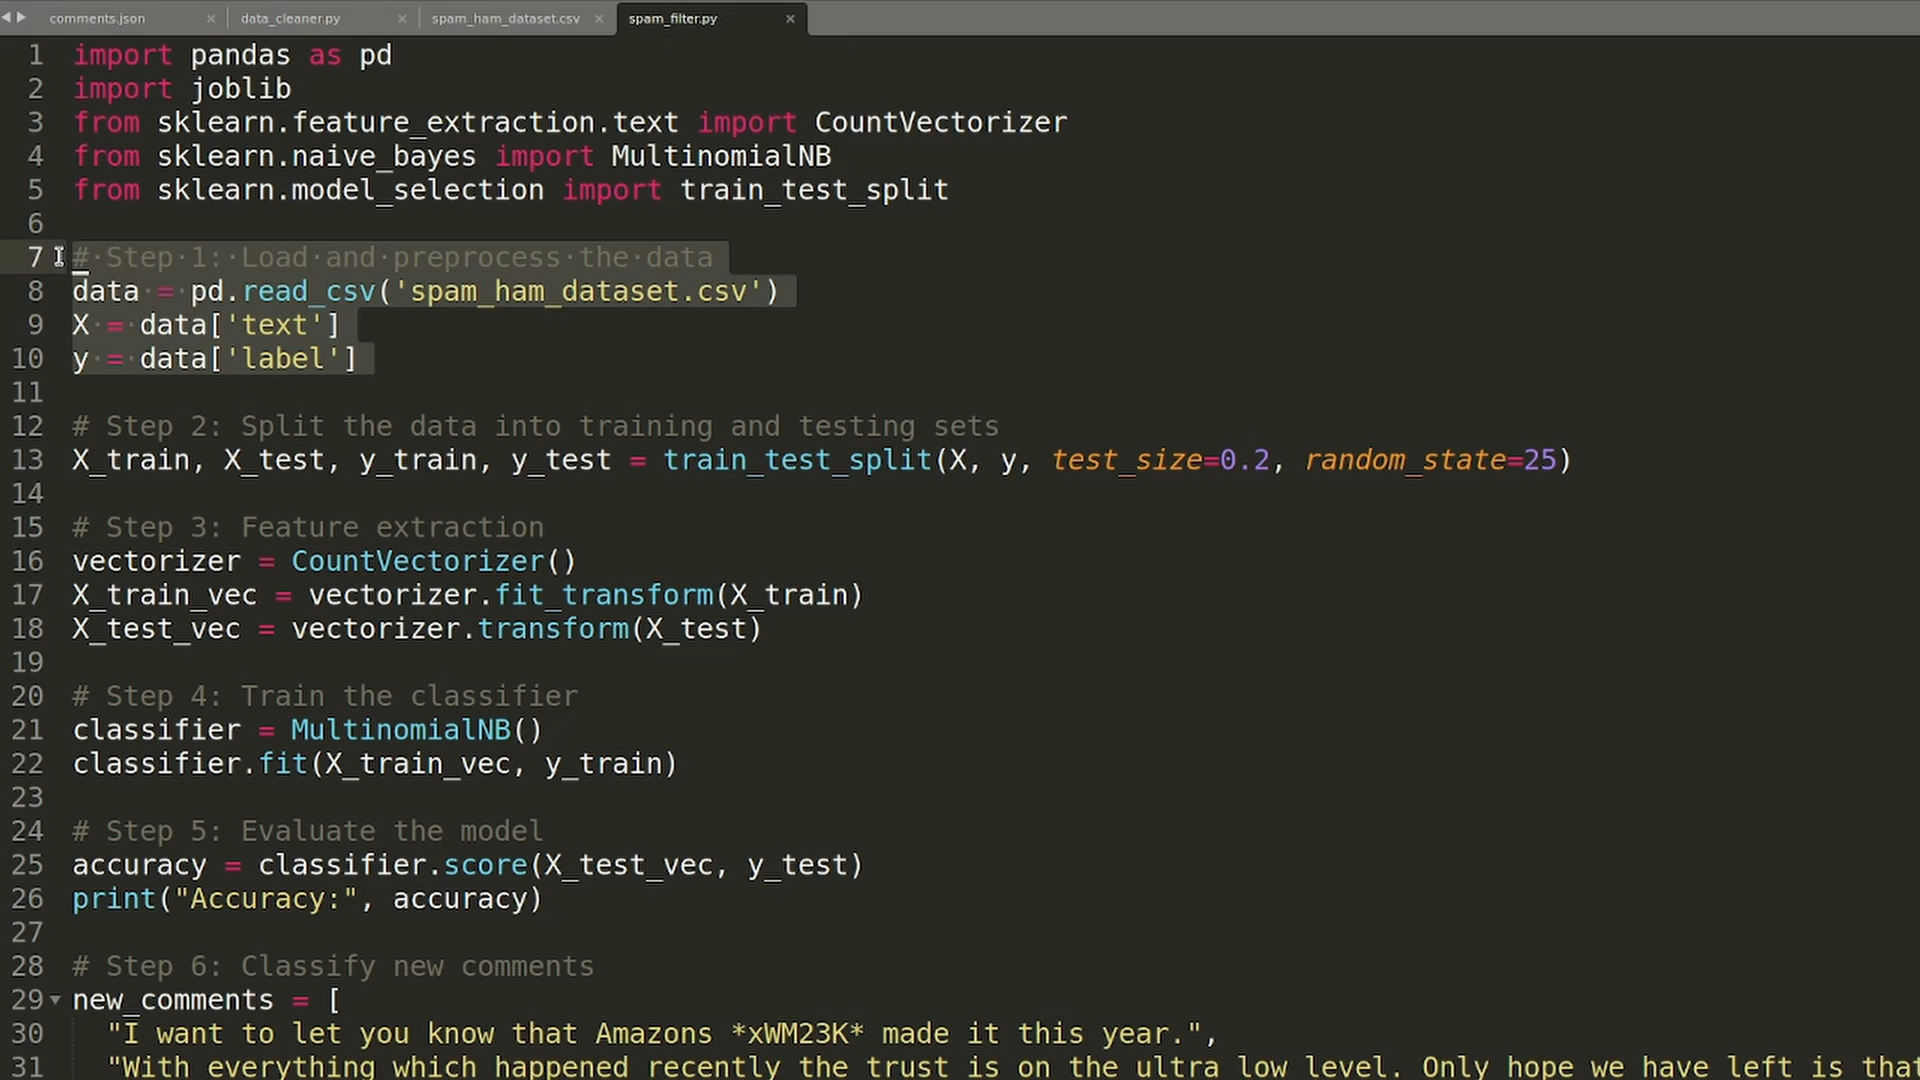 comments.json × data_cleaner.py × spam_ham_dataset.csv × spam_filter.py ×
1 import pandas as pd
2 import joblib
3 from sklearn.feature_extraction.text import CountVectorizer
4 from sklearn.naive_bayes import MultinomialNB
5 from sklearn.model_selection import train_test_split
6
7 # Step 1: Load and preprocess the data
8 data = pd.read_csv('spam_ham_dataset.csv')
9 X = data['text']
10 y = data['label']
11
12 # Step 2: Split the data into training and testing sets
13 X_train, X_test, y_train, y_test = train_test_split(X, y, test_size=0.2, random_state=25)
14
15 # Step 3: Feature extraction
16 vectorizer = CountVectorizer()
17 X_train_vec = vectorizer.fit_transform(X_train)
18 X_test_vec = vectorizer.transform(X_test)
19
20 # Step 4: Train the classifier
21 classifier = MultinomialNB()
22 classifier.fit(X_train_vec, y_train)
23
24 # Step 5: Evaluate the model
25 accuracy = classifier.score(X_test_vec, y_test)
26 print("Accuracy:", accuracy)
27
28 # Step 6: Classify new comments
29 new_comments = [
30 "I want to let you know that Amazons *xWM23K* made it this year.",
31 "With everything which happened recently the trust is on the ultra low level. Only hope we have left is that